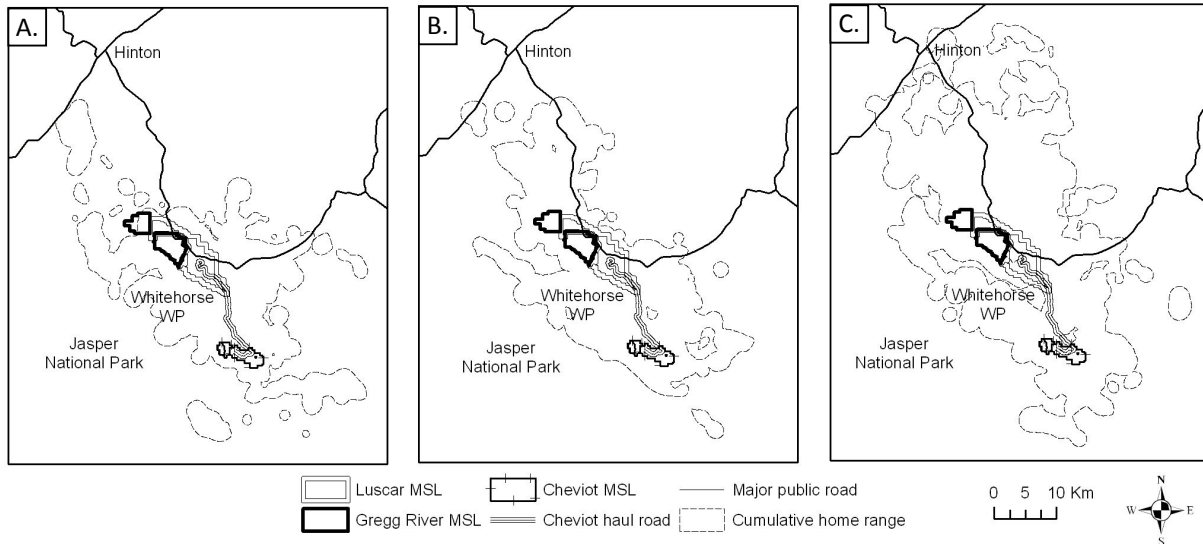 A.
Hinton
Whitehorse
WP
Jasper
National Park
B.
Hinton
Whitehorse
WP
Jasper
National Park
C.
Hinton
Whitehorse
WP
Jasper
National Park
Luscar MSL
Cheviot MSL
Major public road
Gregg River MSL
Cheviot haul road
Cumulative home range
0 5 10 Km
N
W E
S